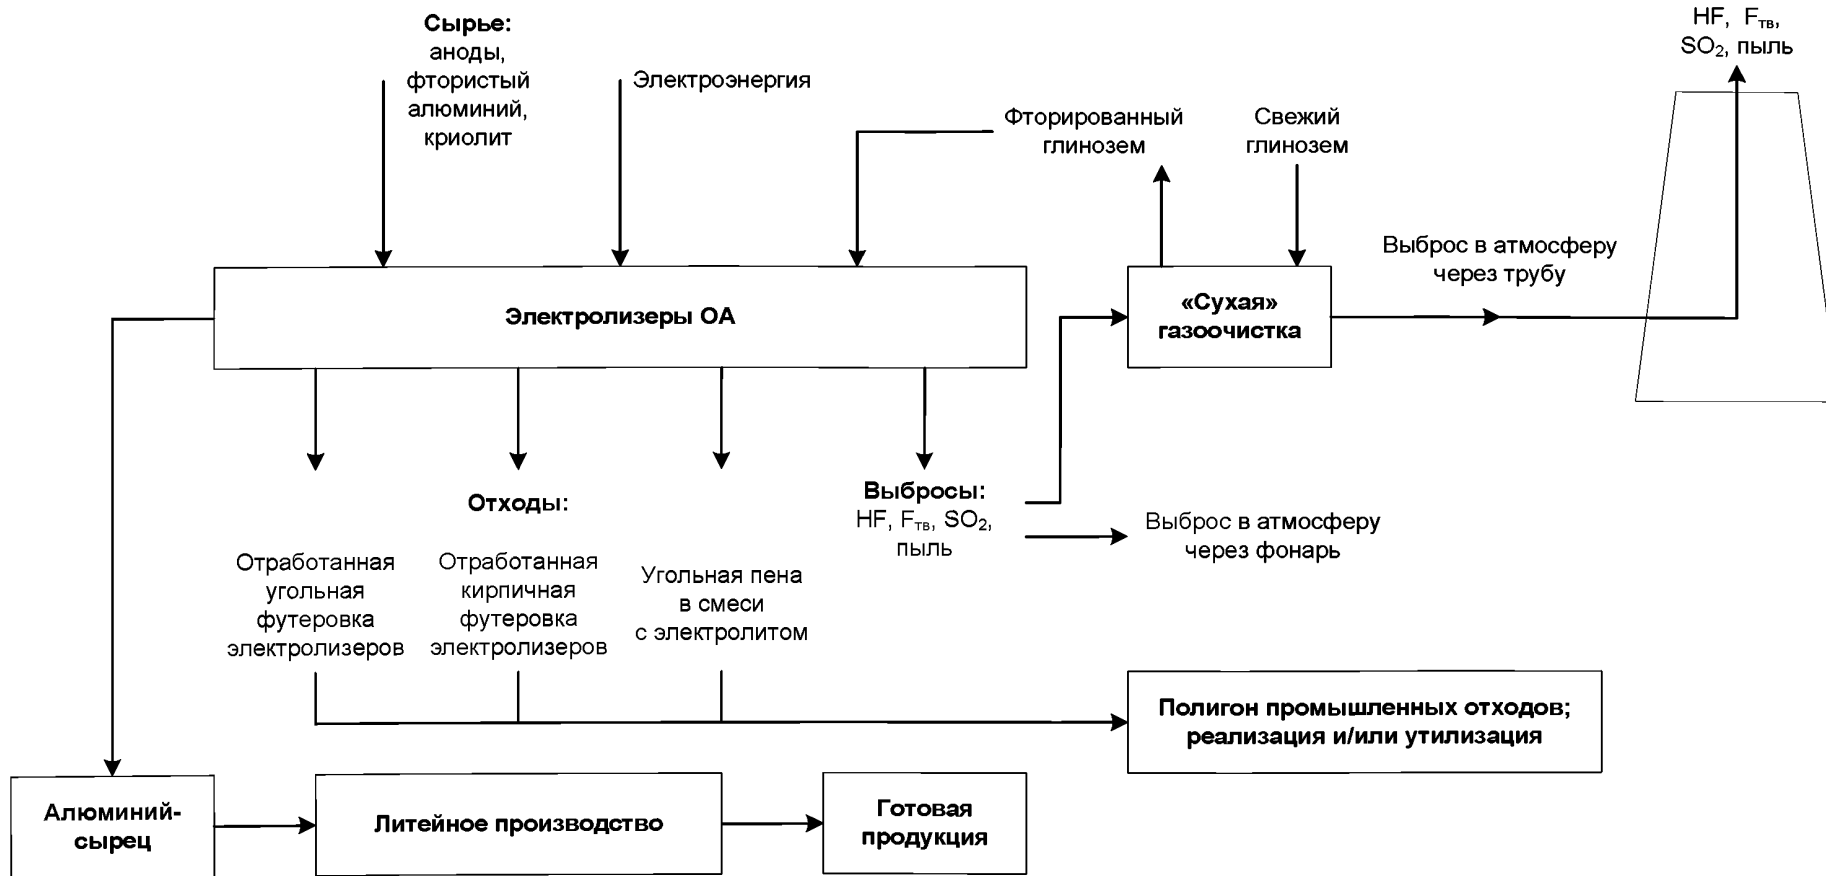 Сырье:
аноды,
фтористый
алюминий,
криолит
Электроэнергия
Фторированный
глинозем
Свежий
глинозем
HF, Fтв,
SO₂, пыль
Выброс в атмосферу
через трубу
Электролизеры ОА
«Сухая»
газоочистка
Отходы:
Выбросы:
HF, Fтв, SO₂,
пыль
Выброс в атмосферу
через фонарь
Отработанная
угольная
футеровка
электролизеров
Отработанная
кирпичная
футеровка
электролизеров
Угольная пена
в смеси
с электролитом
Полигон промышленных отходов;
реализация и/или утилизация
Алюминий-
сырец
Литейное производство
Готовая
продукция